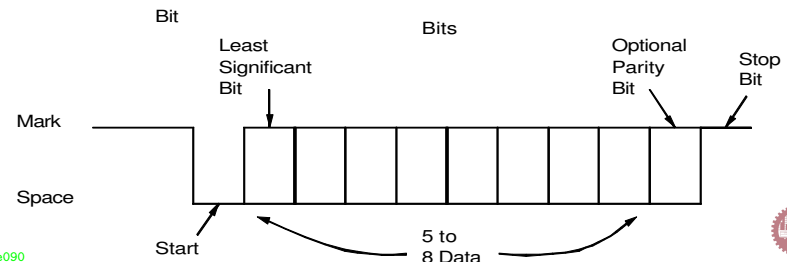 Bit
Bits
Least
Significant
Bit
Optional
Parity
Bit
Stop
Bit
Mark
Space
Start
5 to
8 Data